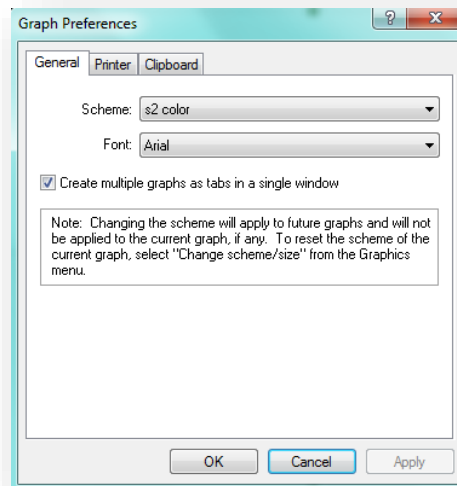 Graph Preferences
General Printer Clipboard
Scheme: s2 color
Font: Arial
Create multiple graphs as tabs in a single window
Note: Changing the scheme will apply to future graphs and will not
be applied to the current graph, if any. To reset the scheme of the
current graph, select "Change scheme/size" from the Graphics
menu.
OK Cancel Apply